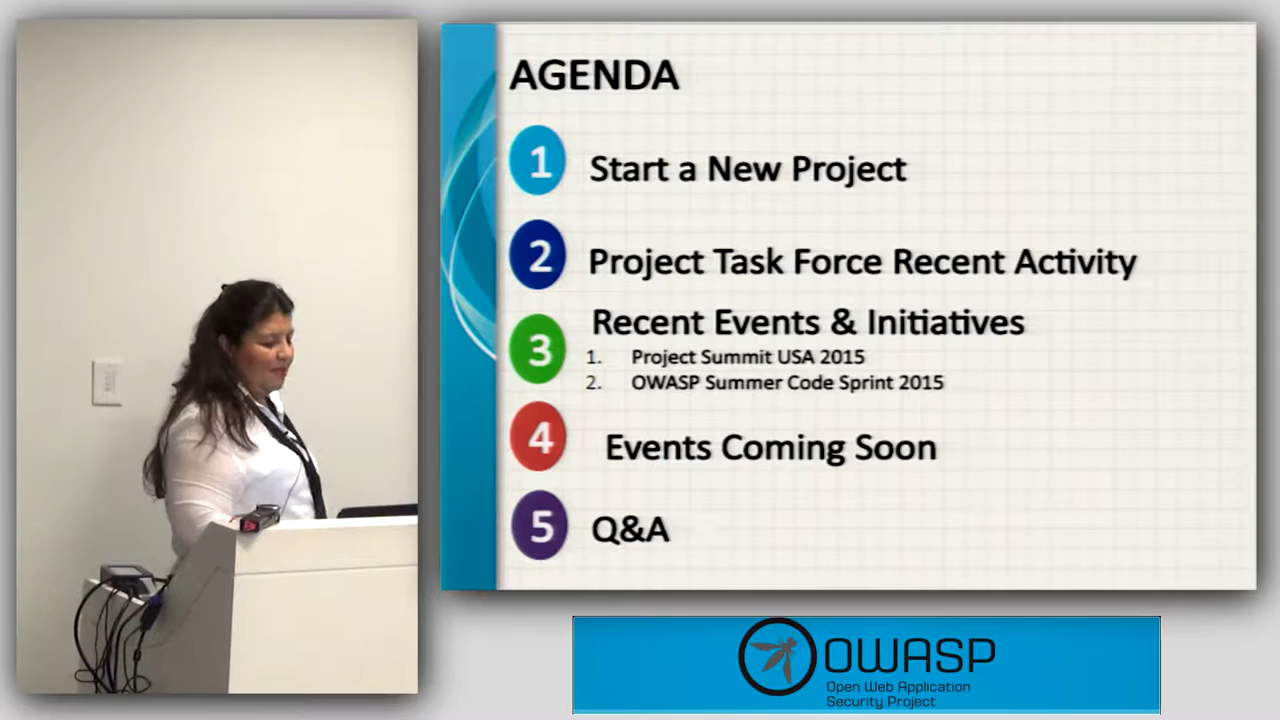 AGENDA
1 Start a New Project
2 Project Task Force Recent Activity
3 Recent Events & Initiatives
1. Project Summit USA 2015
2. OWASP Summer Code Sprint 2015
4 Events Coming Soon
5 Q&A
OWASP
Open Web Application
Security Project